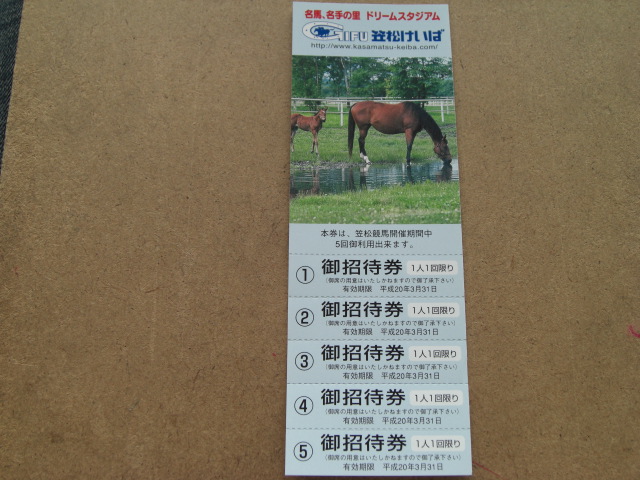 名馬、名手の里 ドリームスタジアム
GIFU 笠松けいば
http://www.kasamatsu-keiba.com/
本券は、笠松競馬開催期間中
5回御利用出来ます。
① 御招待券 1人1回限り
(御席の用意はいたしかねますので御了承下さい)
有効期限 平成20年3月31日
② 御招待券 1人1回限り
(御席の用意はいたしかねますので御了承下さい)
有効期限 平成20年3月31日
③ 御招待券 1人1回限り
(御席の用意はいたしかねますので御了承下さい)
有効期限 平成20年3月31日
④ 御招待券 1人1回限り
(御席の用意はいたしかねますので御了承下さい)
有効期限 平成20年3月31日
⑤ 御招待券 1人1回限り
(御席の用意はいたしかねますので御了承下さい)
有効期限 平成20年3月31日